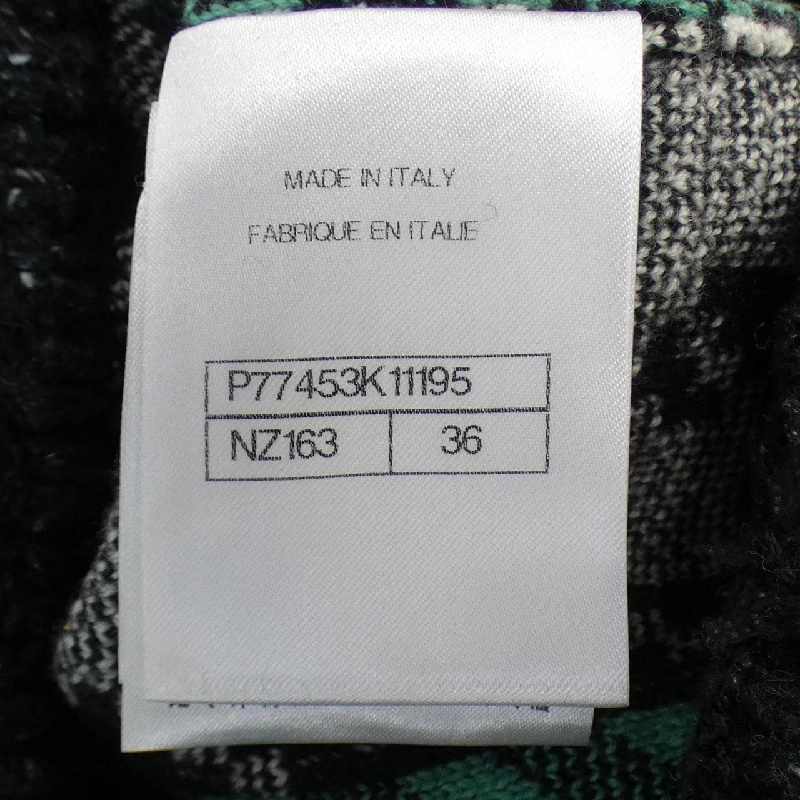 MADE IN ITALY
FABRIQUE EN ITALIE
P77453K11195
NZ163 36